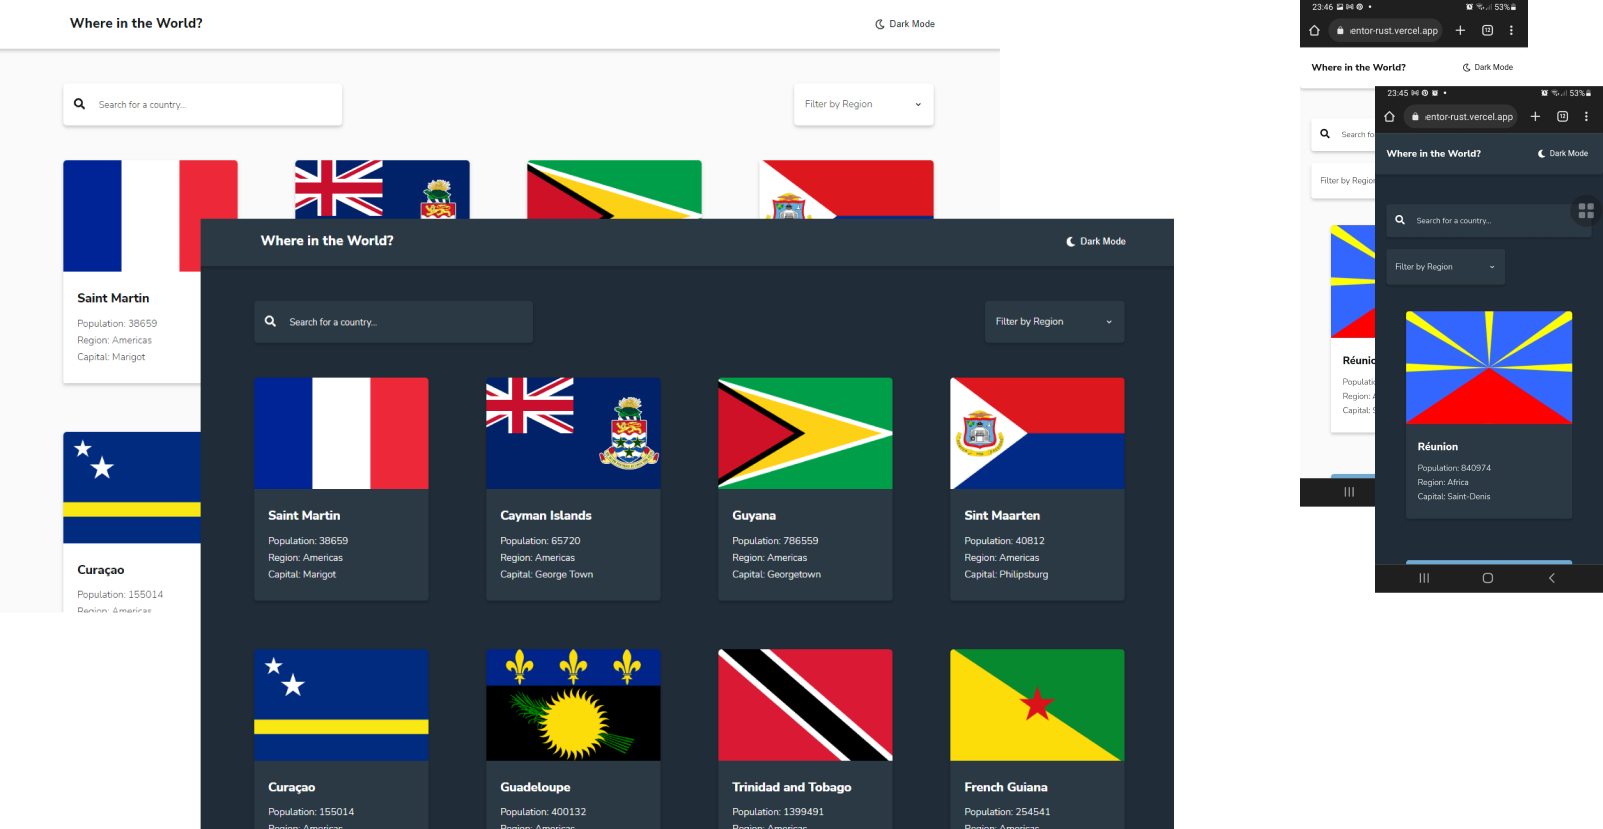 Where in the World?
Dark Mode
Search for a country...
Filter by Region
Saint Martin
Population: 38659
Region: Americas
Capital: Marigot
Curaçao
Population: 155014
Region: Americas
Where in the World?
Dark Mode
Search for a country...
Filter by Region
Saint Martin
Population: 38659
Region: Americas
Capital: Marigot
Cayman Islands
Population: 65720
Region: Americas
Capital: George Town
Guyana
Population: 786559
Region: Americas
Capital: Georgetown
Sint Maarten
Population: 40812
Region: Americas
Capital: Philipsburg
Curaçao
Population: 155014
Region: Americas
Guadeloupe
Population: 400132
Region: Americas
Trinidad and Tobago
Population: 1399491
Region: Americas
French Guiana
Population: 254541
Region: Americas
23:46 53%
entor-rust.vercel.app 12
Where in the World?
Dark Mode
Search fo
Filter by Region
Réunio
Populati
Region: A
Capital: S
23:45 53%
entor-rust.vercel.app 12
Where in the World?
Dark Mode
Search for a country...
Filter by Region
Réunion
Population: 840974
Region: Africa
Capital: Saint-Denis